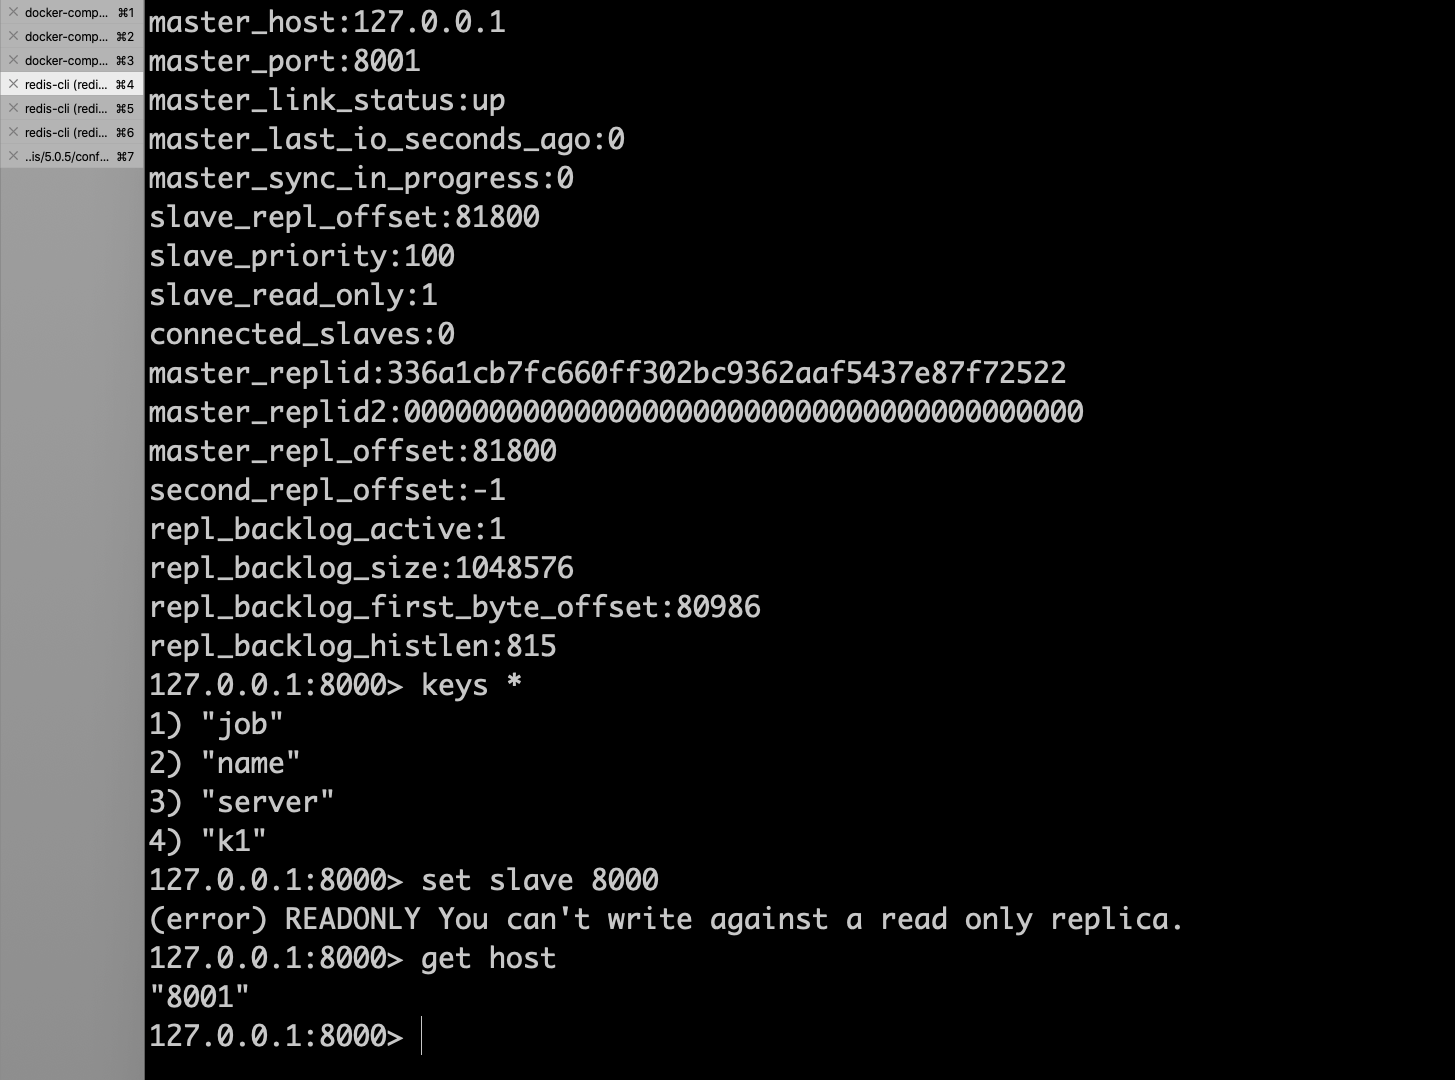 docker-comp... ⌘1
docker-comp... ⌘2
docker-comp... ⌘3
redis-cli (redi... ⌘4
redis-cli (redi... ⌘5
redis-cli (redi... ⌘6
..is/5.0.5/conf... ⌘7
master_host:127.0.0.1
master_port:8001
master_link_status:up
master_last_io_seconds_ago:0
master_sync_in_progress:0
slave_repl_offset:81800
slave_priority:100
slave_read_only:1
connected_slaves:0
master_replid:336a1cb7fc660ff302bc9362aaf5437e87f72522
master_replid2:0000000000000000000000000000000000000000
master_repl_offset:81800
second_repl_offset:-1
repl_backlog_active:1
repl_backlog_size:1048576
repl_backlog_first_byte_offset:80986
repl_backlog_histlen:815
127.0.0.1:8000> keys *
1) "job"
2) "name"
3) "server"
4) "k1"
127.0.0.1:8000> set slave 8000
(error) READONLY You can't write against a read only replica.
127.0.0.1:8000> get host
"8001"
127.0.0.1:8000>